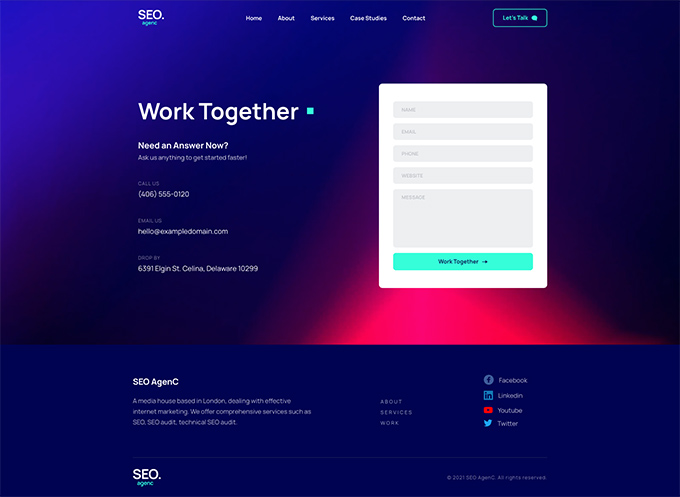 SEO.
agenC
Home About Services Case Studies Contact
Let's Talk
Work Together
Need an Answer Now?
Ask us anything to get started faster!
CALL US
(406) 555-0120
EMAIL US
hello@exampledomain.com
DROP BY
6391 Elgin St. Celina, Delaware 10299
NAME
EMAIL
PHONE
WEBSITE
MESSAGE
Work Together
SEO AgenC
A media house based in London, dealing with effective
internet marketing. We offer comprehensive services such as
SEO, SEO audit, technical SEO audit.
ABOUT
SERVICES
WORK
Facebook
Linkedin
Youtube
Twitter
SEO.
agenc
© 2021 SEO AgenC. All rights reserved.